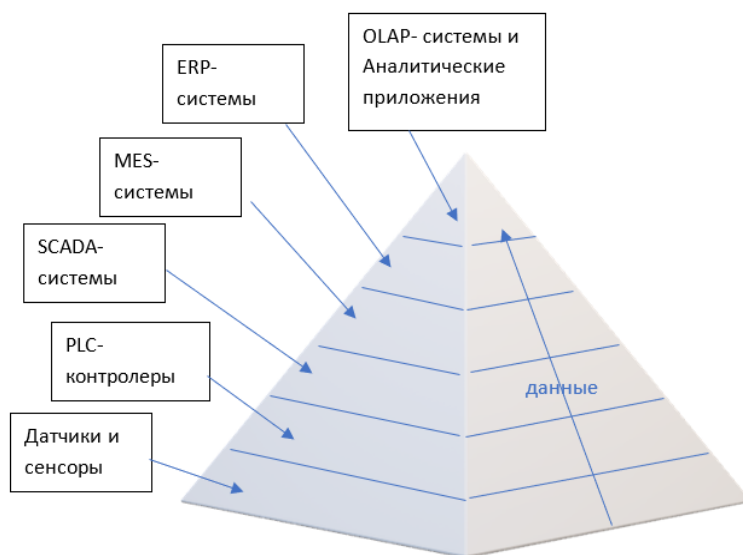 OLAP- системы и
Аналитические
приложения
ERP-
системы
MES-
системы
SCADA-
системы
PLC-
контролеры
Датчики и
сенсоры
данные